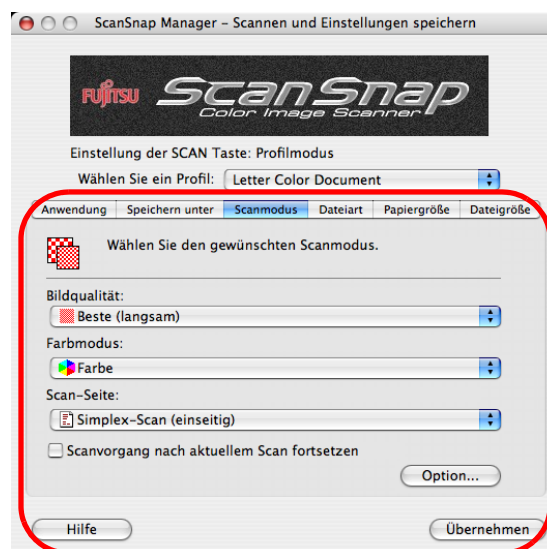 ScanSnap Manager – Scannen und Einstellungen speichern
FUJITSU ScanSnap
Color Image Scanner
Einstellung der SCAN Taste: Profilmodus
Wählen Sie ein Profil: Letter Color Document
Anwendung Speichern unter Scanmodus Dateiart Papiergröße Dateigröße
Wählen Sie den gewünschten Scanmodus.
Bildqualität:
Beste (langsam)
Farbmodus:
Farbe
Scan-Seite:
Simplex-Scan (einseitig)
Scanvorgang nach aktuellem Scan fortsetzen
Option...
Hilfe Übernehmen